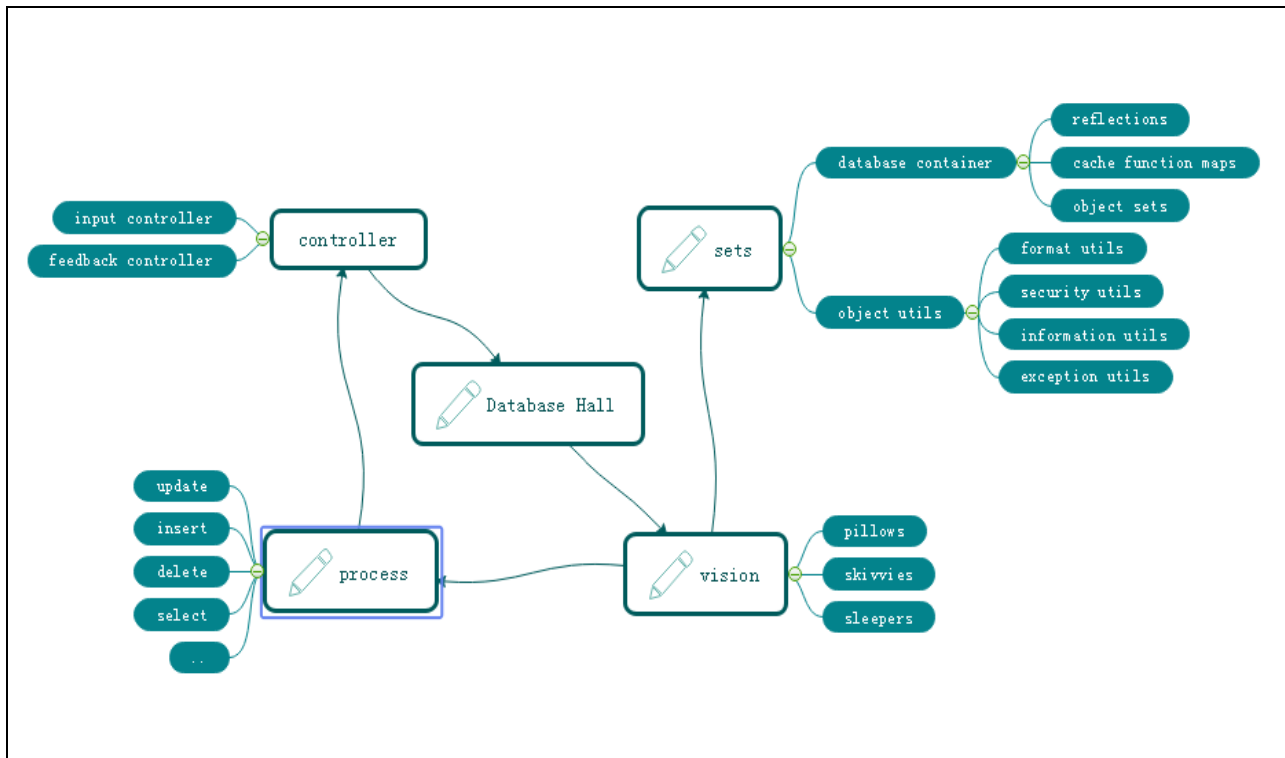 input controller
feedback controller
controller
sets
database container
reflections
cache function maps
object sets
object utils
format utils
security utils
information utils
exception utils
Database Hall
update
insert
delete
select
..
process
vision
pillows
skivvies
sleepers